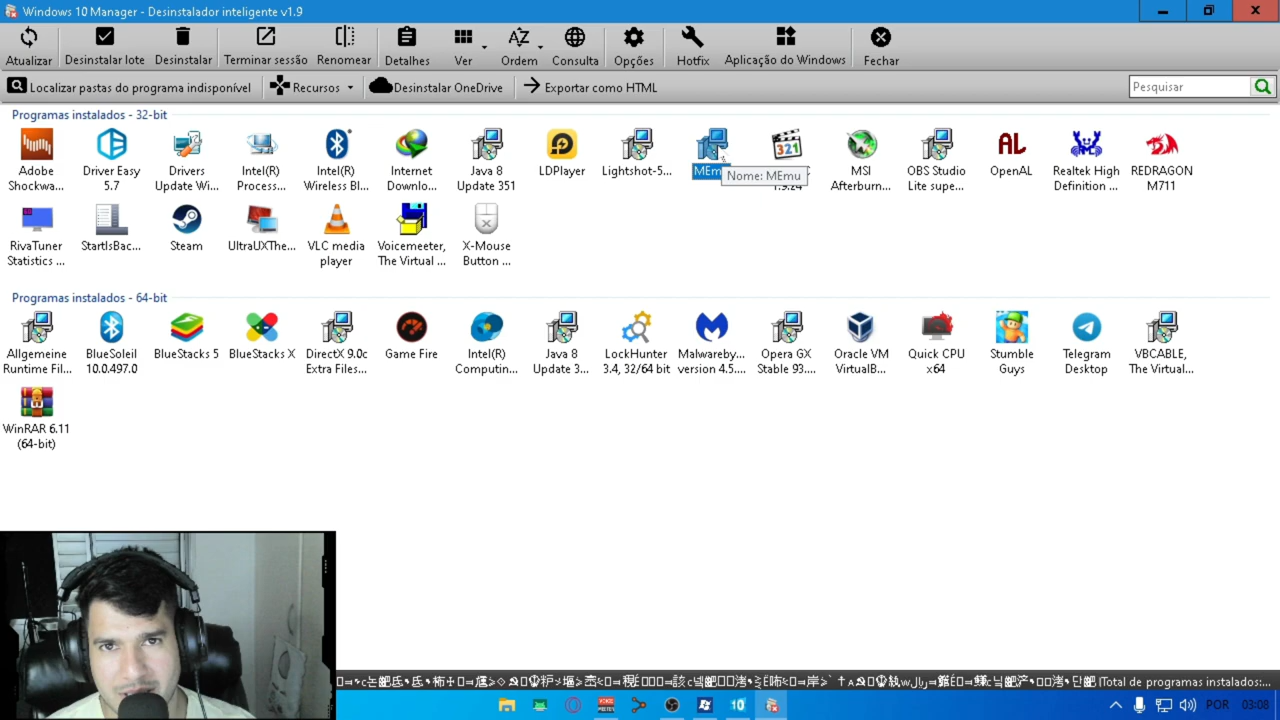 Windows 10 Manager - Desinstalador inteligente v1.9
Atualizar Desinstalar lote Desinstalar Terminar sessão Renomear Detalhes Ver Ordem Consulta Opções Hotfix Aplicação do Windows Fechar
Localizar pastas do programa indisponível Recursos Desinstalar OneDrive Exportar como HTML Pesquisar
Programas instalados - 32-bit
Adobe Driver Easy Drivers Intel(R) Internet Java 8 LDPlayer Lightshot-5... MEm MSI OBS Studio OpenAL Realtek High REDRAGON
Nome: MEmu
Shockwa... 5.7 Update Wi... Process... Wireless Bl... Downlo... Update 351 1.9.24 Afterburn... Lite supe... Definition ... M711
RivaTuner StartIsBac... Steam UltraUXThe... VLC media Voicemeeter, X-Mouse
Statistics ... player The Virtual ... Button ...
Programas instalados - 64-bit
Allgemeine BlueSoleil BlueStacks 5 BlueStacks X DirectX 9.0c Game Fire Intel(R) Java 8 LockHunter Malwareby... Opera GX Oracle VM Quick CPU Stumble Telegram VBCABLE,
Runtime Fil... 10.0.497.0 Extra Files... Computin... Update 3... 3.4, 32/64 bit version 4.5.... Stable 93.... VirtualB... x64 Guys Desktop The Virtual...
WinRAR 6.11
(64-bit)
(Total de programas instalados:...
POR 03:08